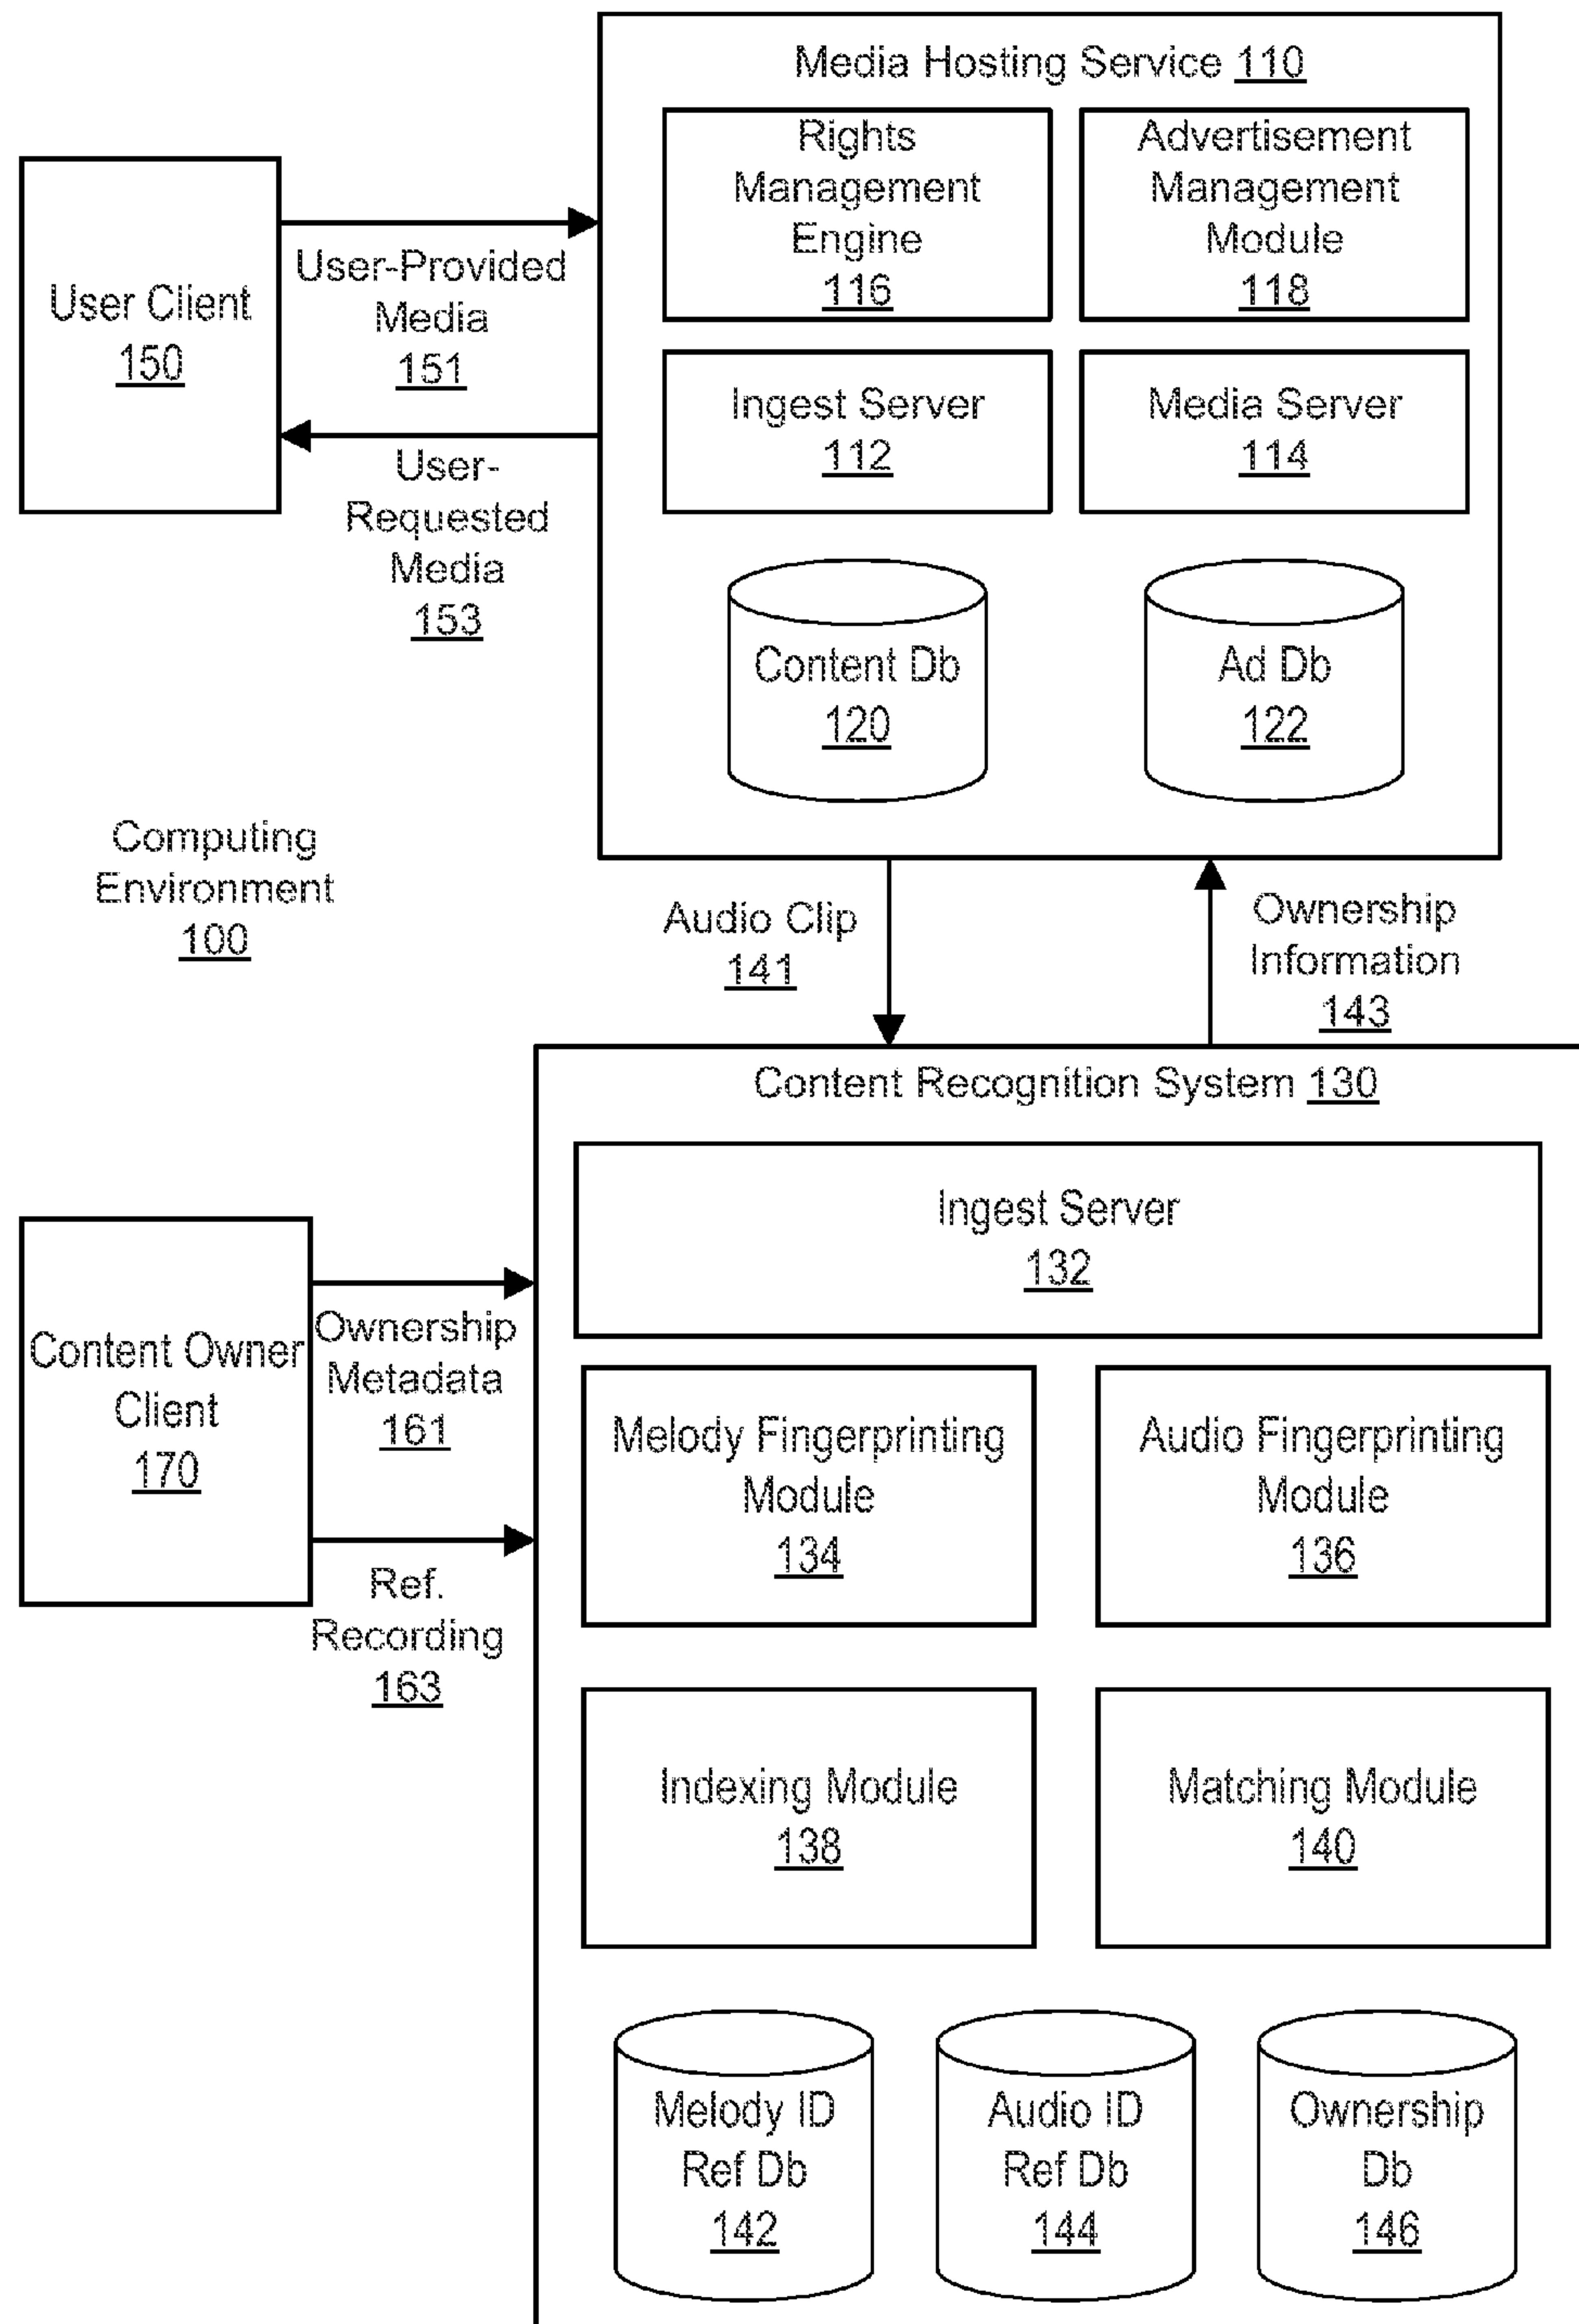 Media Hosting Service 110
Rights
Management
Engine
116
Advertisement
Management
Module
118
User Client
150
User-Provided
Media
151
User-
Requested
Media
153
Ingest Server
112
Media Server
114
Content Db
120
Ad Db
122
Computing
Environment
100
Audio Clip
141
Ownership
Information
143
Content Recognition System 130
Ingest Server
132
Content Owner
Client
170
Ownership
Metadata
161
Ref.
Recording
163
Melody Fingerprinting
Module
134
Audio Fingerprinting
Module
136
Indexing Module
138
Matching Module
140
Melody ID
Ref Db
142
Audio ID
Ref Db
144
Ownership
Db
146